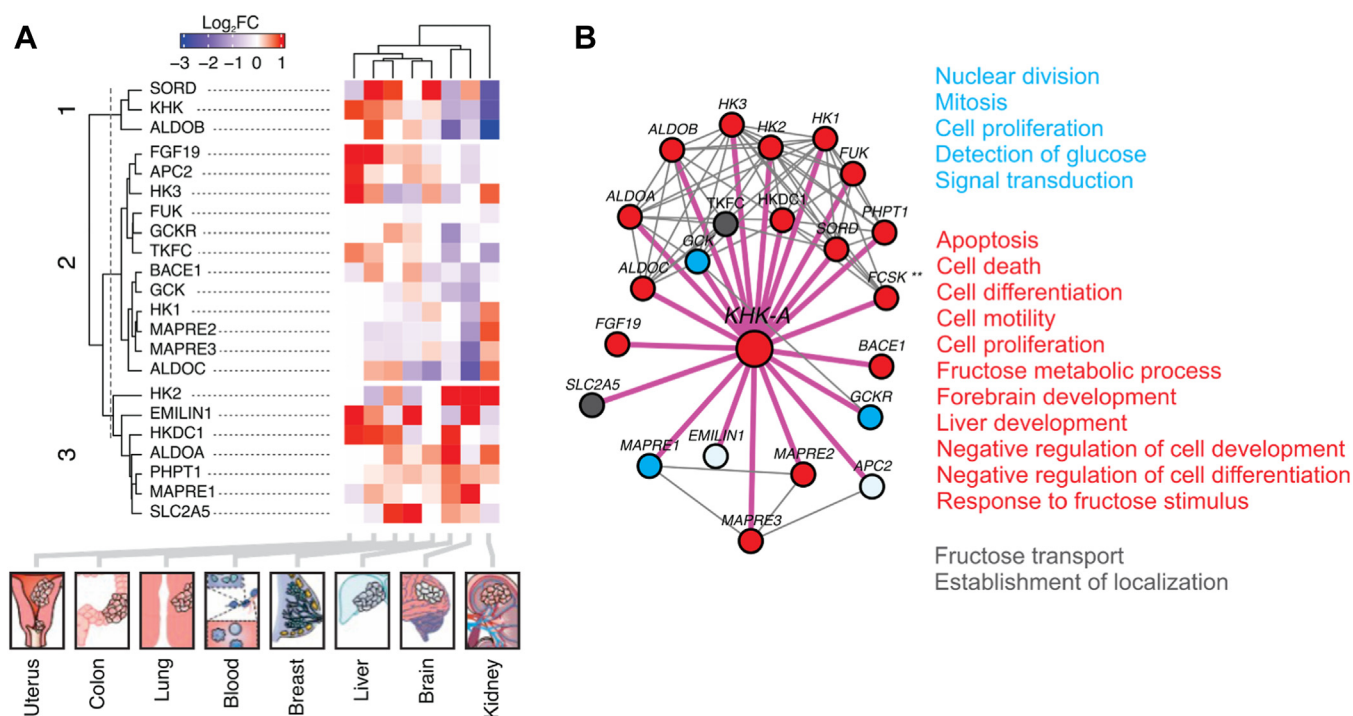 A
Log₂FC
−3 −2 −1 0 1
1
2
3
SORD
KHK
ALDOB
FGF19
APC2
HK3
FUK
GCKR
TKFC
BACE1
GCK
HK1
MAPRE2
MAPRE3
ALDOC
HK2
EMILIN1
HKDC1
ALDOA
PHPT1
MAPRE1
SLC2A5
Uterus
Colon
Lung
Blood
Breast
Liver
Brain
Kidney
B
HK3
HK1
ALDOB
HK2
FUK
ALDOA
TKFC
HKDC1
PHPT1
SORD
GCK
ALDOC
FCSK **
KHK-A
FGF19
BACE1
SLC2A5
GCKR
MAPRE1
EMILIN1
MAPRE2
APC2
MAPRE3
Nuclear division
Mitosis
Cell proliferation
Detection of glucose
Signal transduction
Apoptosis
Cell death
Cell differentiation
Cell motility
Cell proliferation
Fructose metabolic process
Forebrain development
Liver development
Negative regulation of cell development
Negative regulation of cell differentiation
Response to fructose stimulus
Fructose transport
Establishment of localization